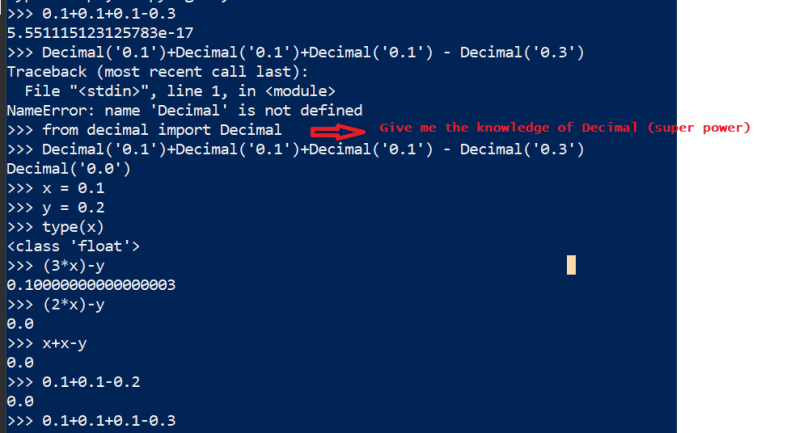 >>> 0.1+0.1+0.1-0.3
5.551115123125783e-17
>>> Decimal('0.1')+Decimal('0.1')+Decimal('0.1') - Decimal('0.3')
Traceback (most recent call last):
  File "<stdin>", line 1, in <module>
NameError: name 'Decimal' is not defined
>>> from decimal import Decimal Give me the knowledge of Decimal (super power)
>>> Decimal('0.1')+Decimal('0.1')+Decimal('0.1') - Decimal('0.3')
Decimal('0.0')
>>> x = 0.1
>>> y = 0.2
>>> type(x)
<class 'float'>
>>> (3*x)-y
0.10000000000000003
>>> (2*x)-y
0.0
>>> x+x-y
0.0
>>> 0.1+0.1-0.2
0.0
>>> 0.1+0.1+0.1-0.3